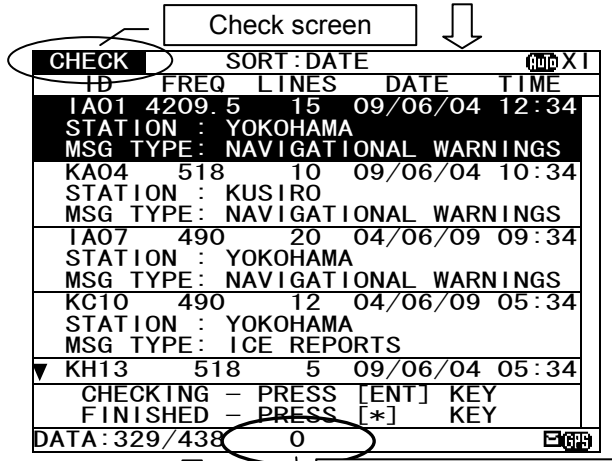 Check screen
CHECK SORT:DATE AUTO XI
ID FREQ LINES DATE TIME
IA01 4209.5 15 09/06/04 12:34
STATION : YOKOHAMA
MSG TYPE: NAVIGATIONAL WARNINGS
KA04 518 10 09/06/04 10:34
STATION : KUSIRO
MSG TYPE: NAVIGATIONAL WARNINGS
IA07 490 20 04/06/09 09:34
STATION : YOKOHAMA
MSG TYPE: NAVIGATIONAL WARNINGS
KC10 490 12 04/06/09 05:34
STATION : YOKOHAMA
MSG TYPE: ICE REPORTS
▼ KH13 518 5 09/06/04 05:34
CHECKING – PRESS [ENT] KEY
FINISHED – PRESS [*] KEY
DATA:329/438 0 GPS